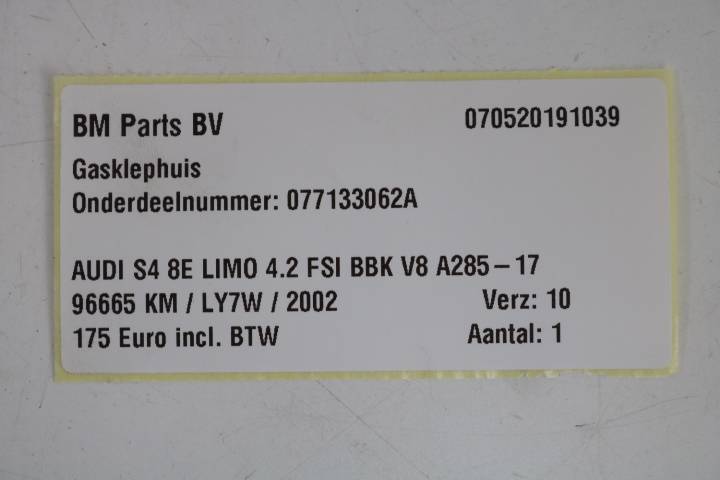 BM Parts BV 070520191039
Gasklephuis
Onderdeelnummer: 077133062A
AUDI S4 8E LIMO 4.2 FSI BBK V8 A285-17
96665 KM / LY7W / 2002 Verz: 10
175 Euro incl. BTW Aantal: 1